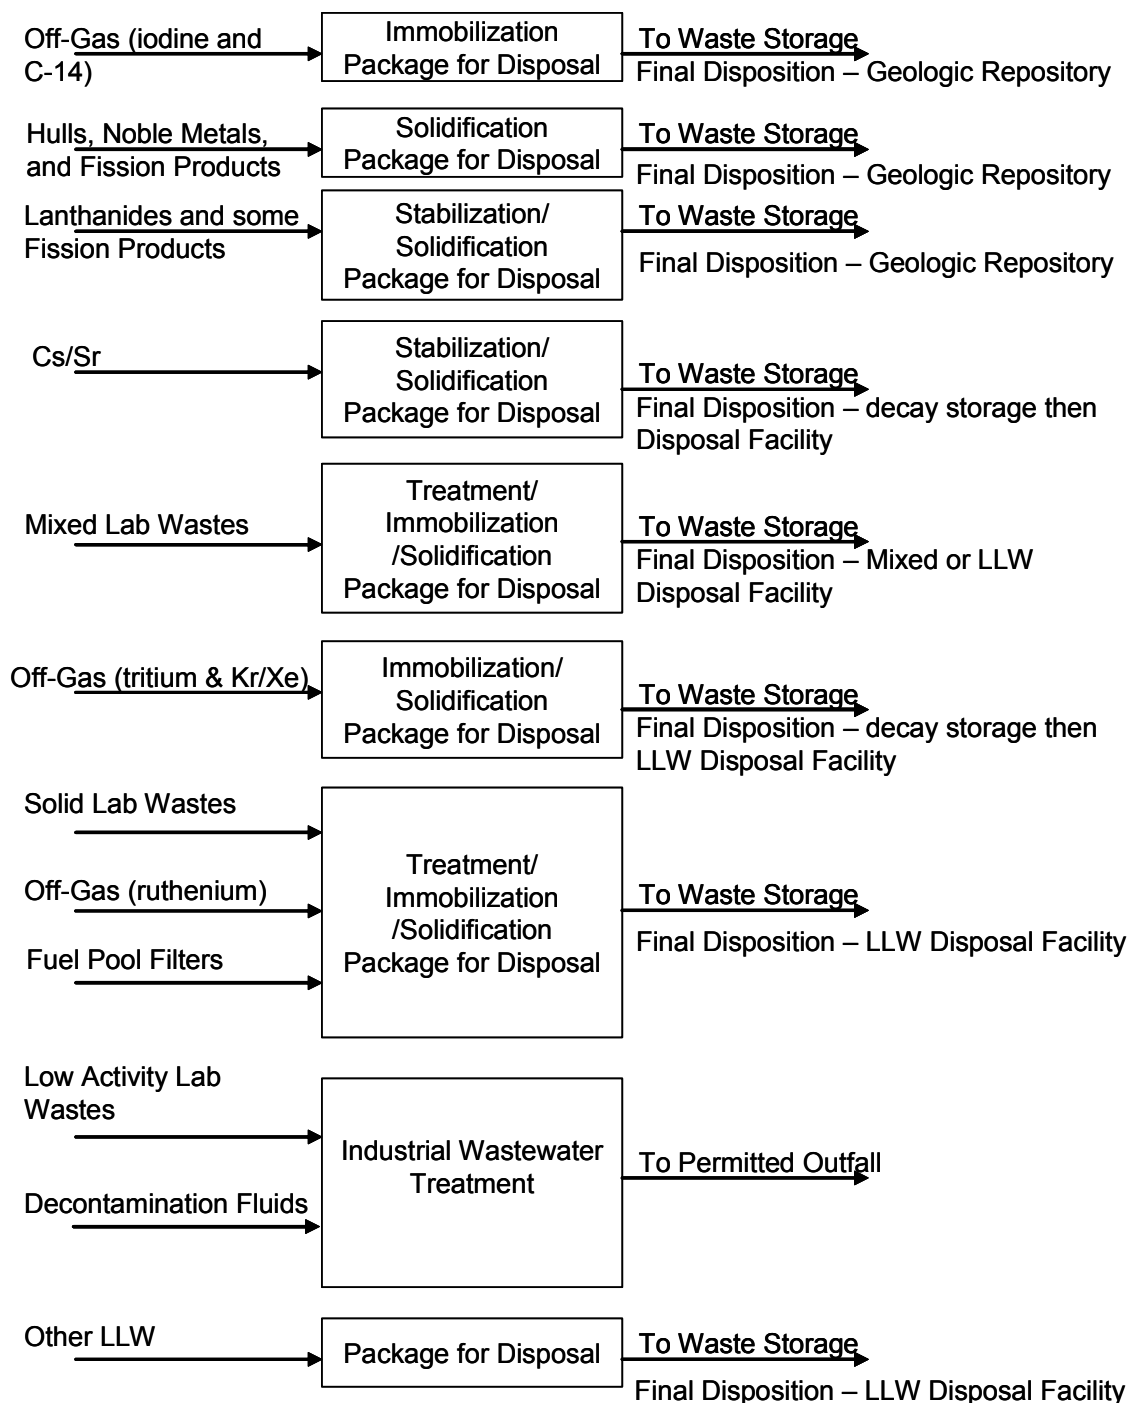 Off-Gas (iodine and
C-14)
Immobilization
Package for Disposal
To Waste Storage
Final Disposition – Geologic Repository
Hulls, Noble Metals,
and Fission Products
Solidification
Package for Disposal
To Waste Storage
Final Disposition – Geologic Repository
Lanthanides and some
Fission Products
Stabilization/
Solidification
Package for Disposal
To Waste Storage
Final Disposition – Geologic Repository
Cs/Sr
Stabilization/
Solidification
Package for Disposal
To Waste Storage
Final Disposition – decay storage then
Disposal Facility
Mixed Lab Wastes
Treatment/
Immobilization
/Solidification
Package for Disposal
To Waste Storage
Final Disposition – Mixed or LLW
Disposal Facility
Off-Gas (tritium & Kr/Xe)
Immobilization/
Solidification
Package for Disposal
To Waste Storage
Final Disposition – decay storage then
LLW Disposal Facility
Solid Lab Wastes
Off-Gas (ruthenium)
Fuel Pool Filters
Treatment/
Immobilization
/Solidification
Package for Disposal
To Waste Storage
Final Disposition – LLW Disposal Facility
Low Activity Lab
Wastes
Decontamination Fluids
Industrial Wastewater
Treatment
To Permitted Outfall
Other LLW
Package for Disposal
To Waste Storage
Final Disposition – LLW Disposal Facility